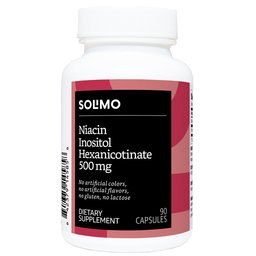 SOLIMO
Niacin
Inositol
Hexanicotinate
500 mg
No artificial colors,
no artificial flavors,
no gluten, no lactose
DIETARY
SUPPLEMENT
90
CAPSULES